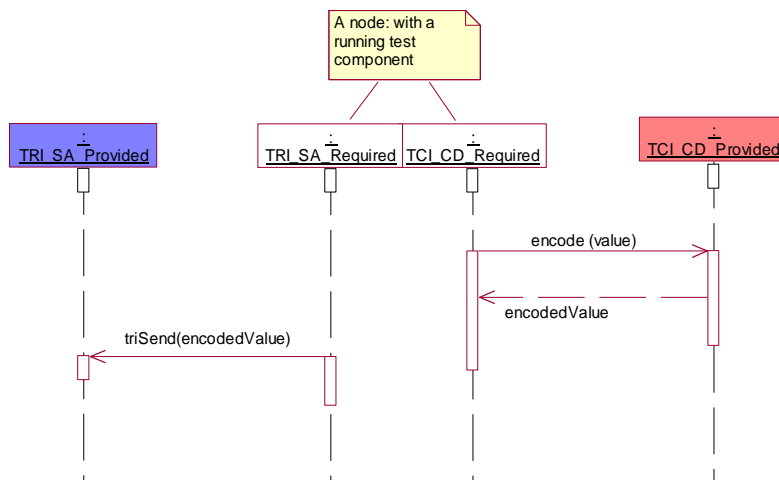 A node: with a
running test
component
:
TRI_SA_Provided
:
TRI_SA_Required
:
TCI_CD_Required
:
TCI_CD_Provided
encode (value)
encodedValue
triSend(encodedValue)